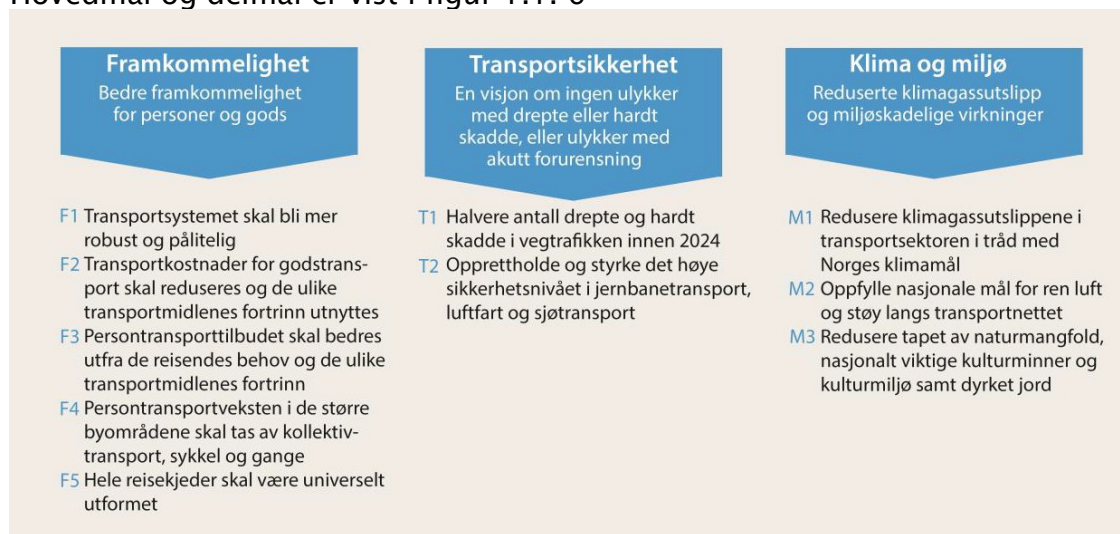 Hovedmål og delmål er vist i figur 1.1. 6
Framkommelighet
Bedre framkommelighet
for personer og gods
F1 Transportsystemet skal bli mer
robust og pålitelig
F2 Transportkostnader for godstrans-
port skal reduseres og de ulike
transportmidlenes fortrinn utnyttes
F3 Persontransporttilbudet skal bedres
utfra de reisendes behov og de ulike
transportmidlenes fortrinn
F4 Persontransportveksten i de større
byområdene skal tas av kollektiv-
transport, sykkel og gange
F5 Hele reisekjeder skal være universelt
utformet
Transportsikkerhet
En visjon om ingen ulykker
med drepte eller hardt
skadde, eller ulykker med
akutt forurensning
T1 Halvere antall drepte og hardt
skadde i vegtrafikken innen 2024
T2 Opprettholde og styrke det høye
sikkerhetsnivået i jernbanetransport,
luftfart og sjøtransport
Klima og miljø
Reduserte klimagassutslipp
og miljøskadelige virkninger
M1 Redusere klimagassutslippene i
transportsektoren i tråd med
Norges klimamål
M2 Oppfylle nasjonale mål for ren luft
og støy langs transportnettet
M3 Redusere tapet av naturmangfold,
nasjonalt viktige kulturminner og
kulturmiljø samt dyrket jord